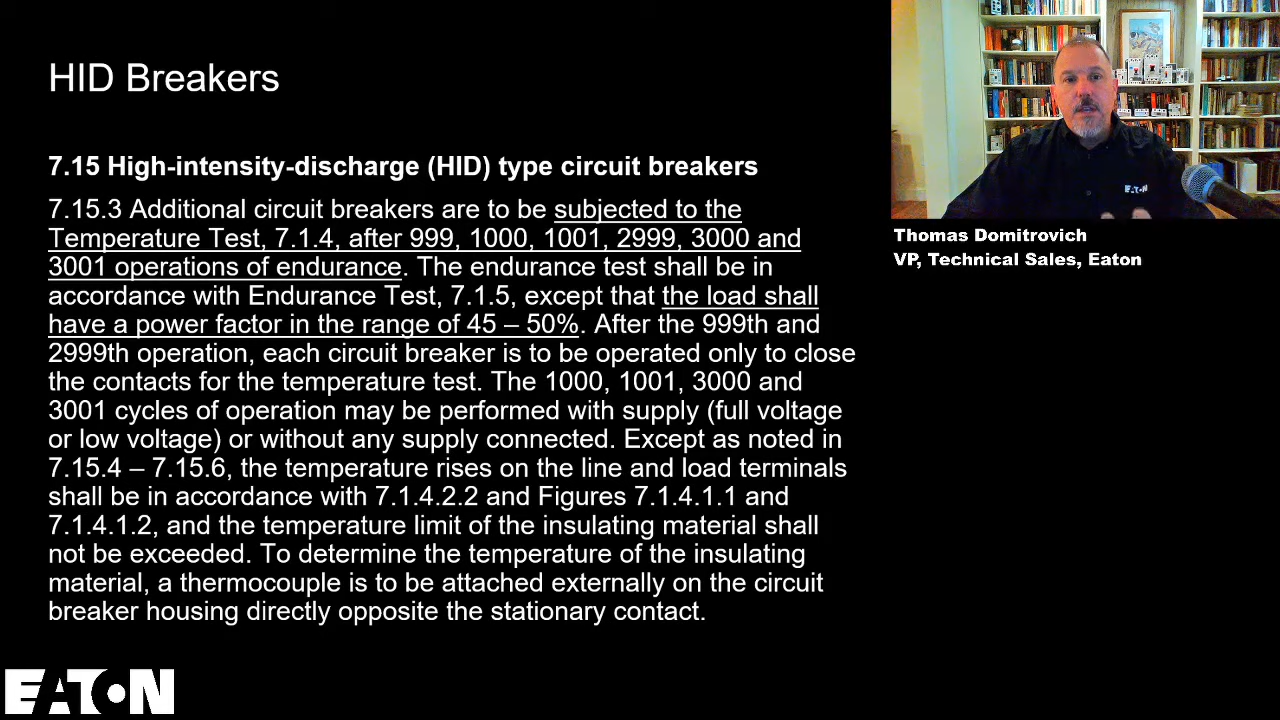 HID Breakers
7.15 High-intensity-discharge (HID) type circuit breakers
7.15.3 Additional circuit breakers are to be subjected to the
Temperature Test, 7.1.4, after 999, 1000, 1001, 2999, 3000 and
3001 operations of endurance. The endurance test shall be in
accordance with Endurance Test, 7.1.5, except that the load shall
have a power factor in the range of 45 – 50%. After the 999th and
2999th operation, each circuit breaker is to be operated only to close
the contacts for the temperature test. The 1000, 1001, 3000 and
3001 cycles of operation may be performed with supply (full voltage
or low voltage) or without any supply connected. Except as noted in
7.15.4 – 7.15.6, the temperature rises on the line and load terminals
shall be in accordance with 7.1.4.2.2 and Figures 7.1.4.1.1 and
7.1.4.1.2, and the temperature limit of the insulating material shall
not be exceeded. To determine the temperature of the insulating
material, a thermocouple is to be attached externally on the circuit
breaker housing directly opposite the stationary contact.
EATON
Thomas Domitrovich
VP, Technical Sales, Eaton
EATON